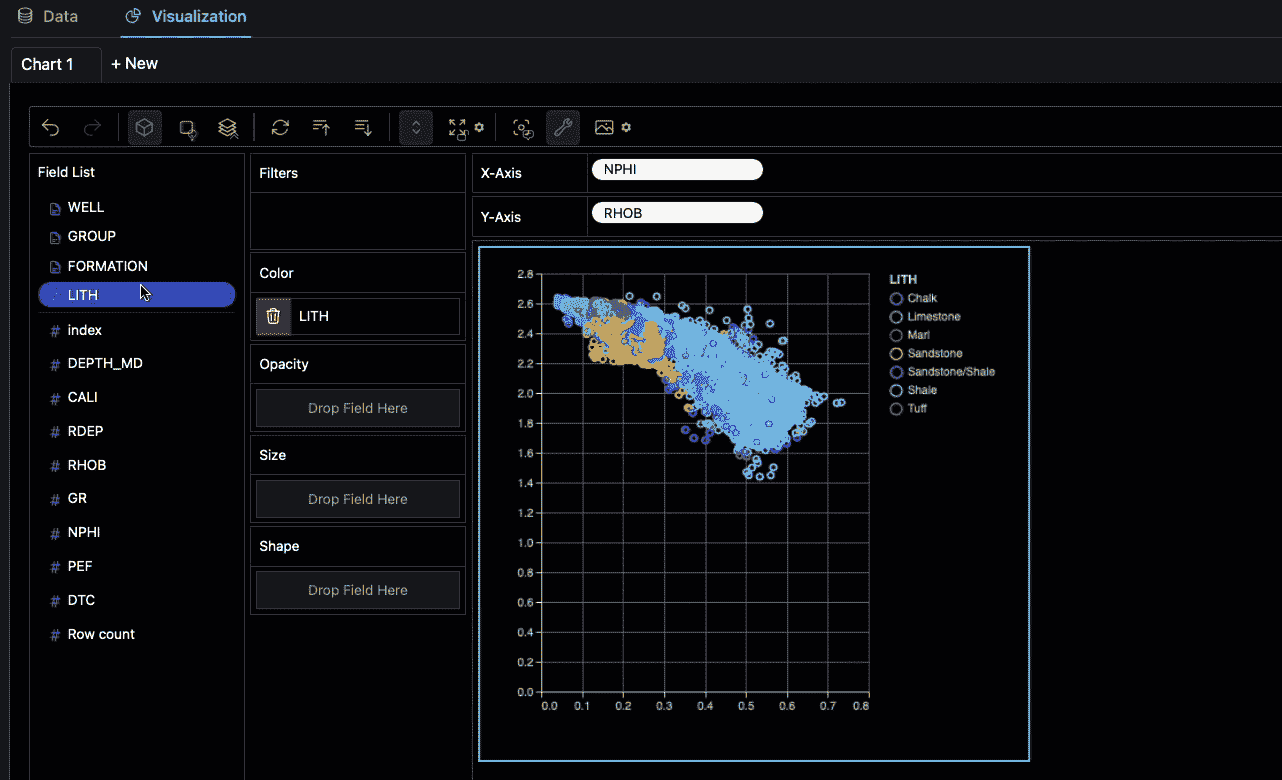 Data
Visualization
Chart 1
+ New
Field List
WELL
GROUP
FORMATION
LITH
# index
# DEPTH_MD
# CALI
# RDEP
# RHOB
# GR
# NPHI
# PEF
# DTC
# Row count
Filters
Color
LITH
Opacity
Drop Field Here
Size
Drop Field Here
Shape
Drop Field Here
X-Axis
NPHI
Y-Axis
RHOB
2.8
2.6
2.4
2.2
2.0
1.8
1.6
1.4
1.2
1.0
0.8
0.6
0.4
0.2
0.0
0.0 0.1 0.2 0.3 0.4 0.5 0.6 0.7 0.8
LITH
Chalk
Limestone
Marl
Sandstone
Sandstone/Shale
Shale
Tuff